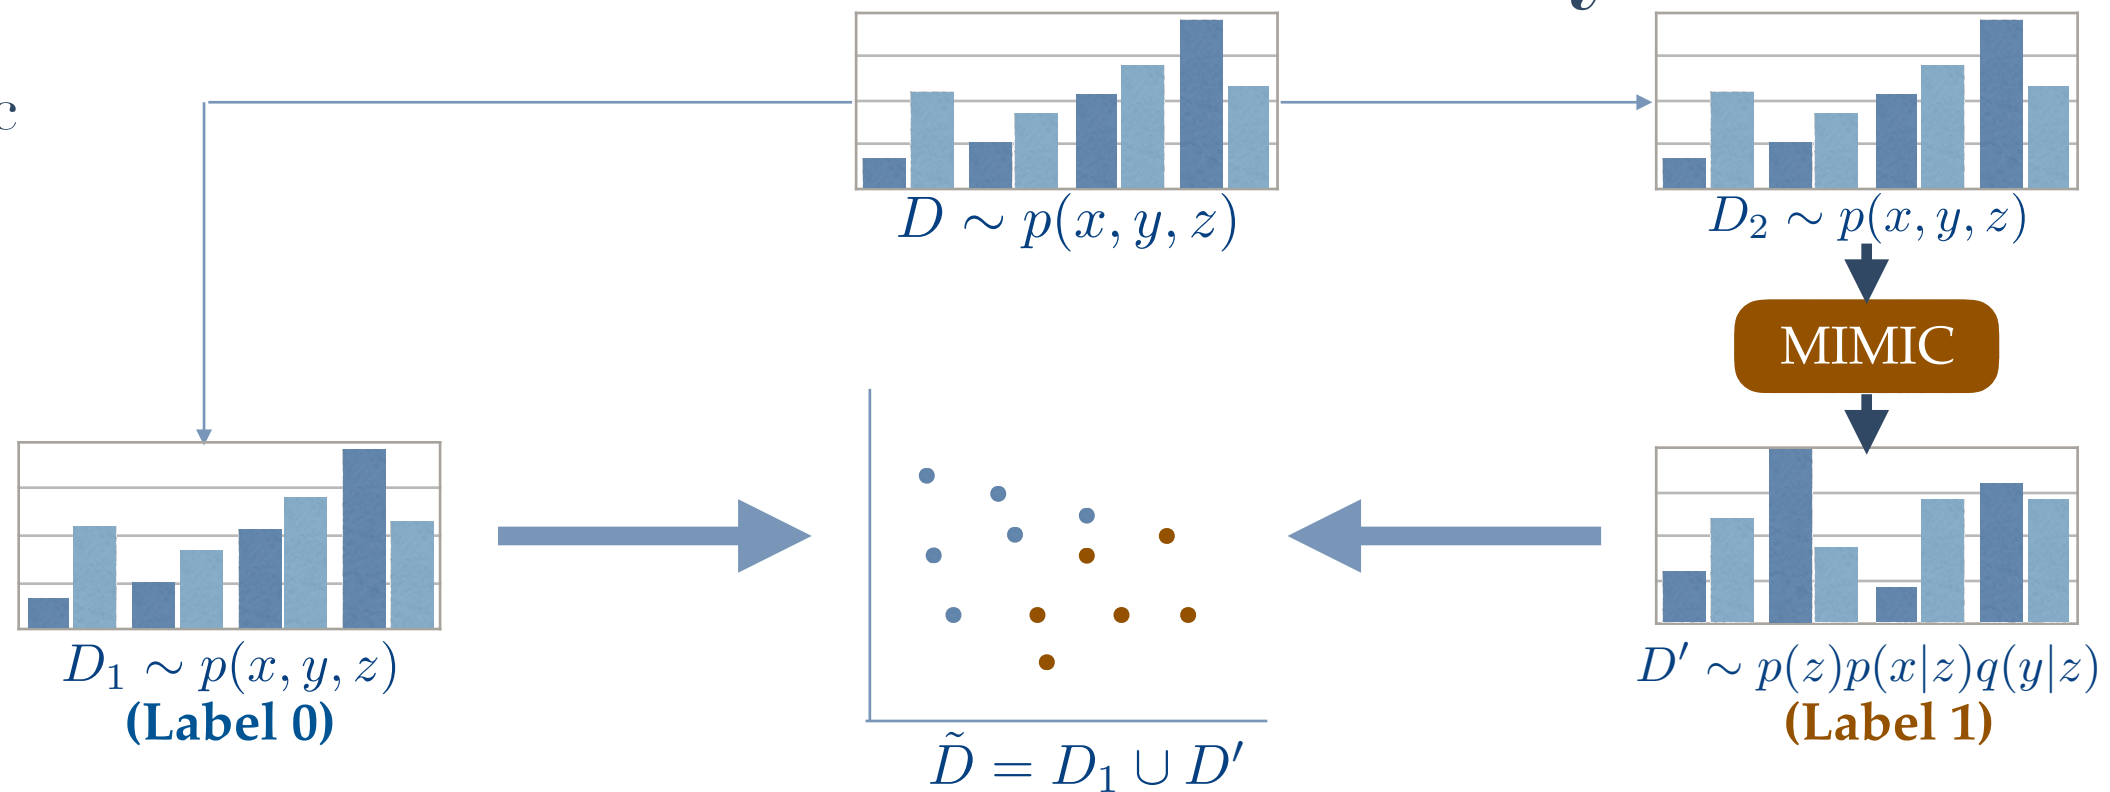 c
D ∼ p(x, y, z)
D₂ ∼ p(x, y, z)
MIMIC
D₁ ∼ p(x, y, z)
(Label 0)
D′ ∼ p(z)p(x|z)q(y|z)
(Label 1)
D̃ = D₁ ∪ D′